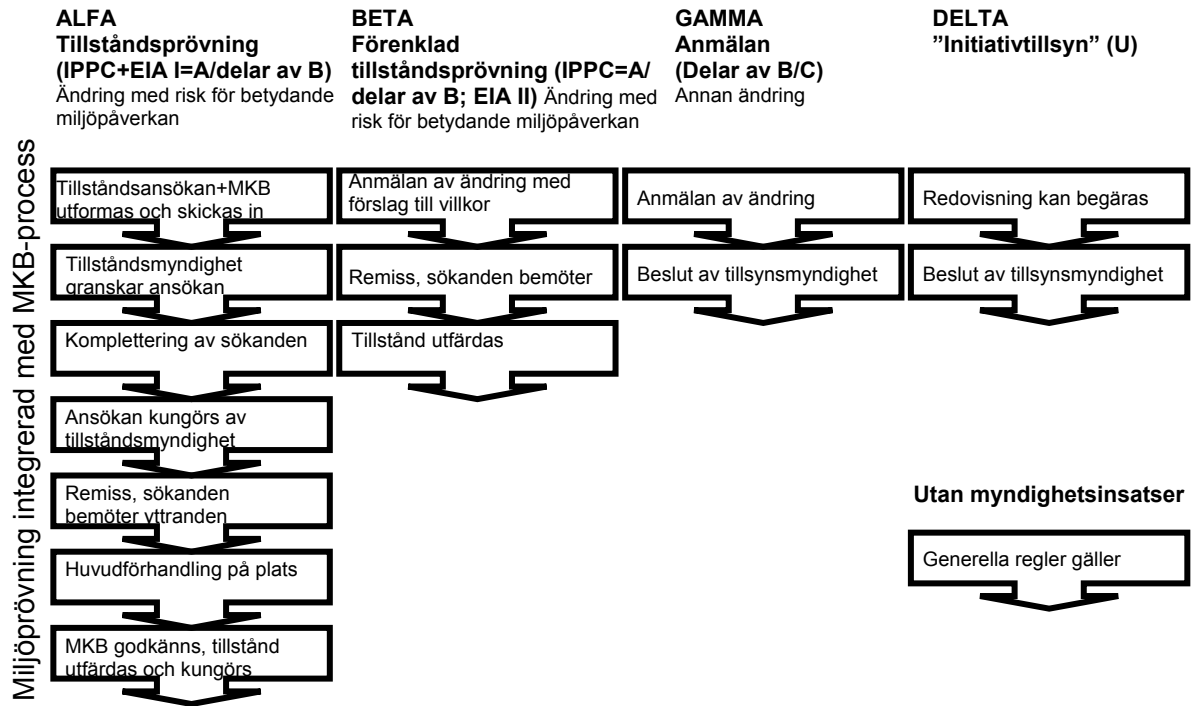 ALFA
Tillståndsprövning
(IPPC+EIA I=A/delar av B)
Ändring med risk för betydande
miljöpåverkan
BETA
Förenklad
tillståndsprövning (IPPC=A/
delar av B; EIA II) Ändring med
risk för betydande miljöpåverkan
GAMMA
Anmälan
(Delar av B/C)
Annan ändring
DELTA
”Initiativtillsyn” (U)
Miljöprövning integrerad med MKB-process
Tillståndsansökan+MKB
utformas och skickas in
Tillståndsmyndighet
granskar ansökan
Komplettering av sökanden
Ansökan kungörs av
tillståndsmyndighet
Remiss, sökanden
bemöter yttranden
Huvudförhandling på plats
MKB godkänns, tillstånd
utfärdas och kungörs
Anmälan av ändring med
förslag till villkor
Remiss, sökanden bemöter
Tillstånd utfärdas
Anmälan av ändring
Beslut av tillsynsmyndighet
Redovisning kan begäras
Beslut av tillsynsmyndighet
Utan myndighetsinsatser
Generella regler gäller